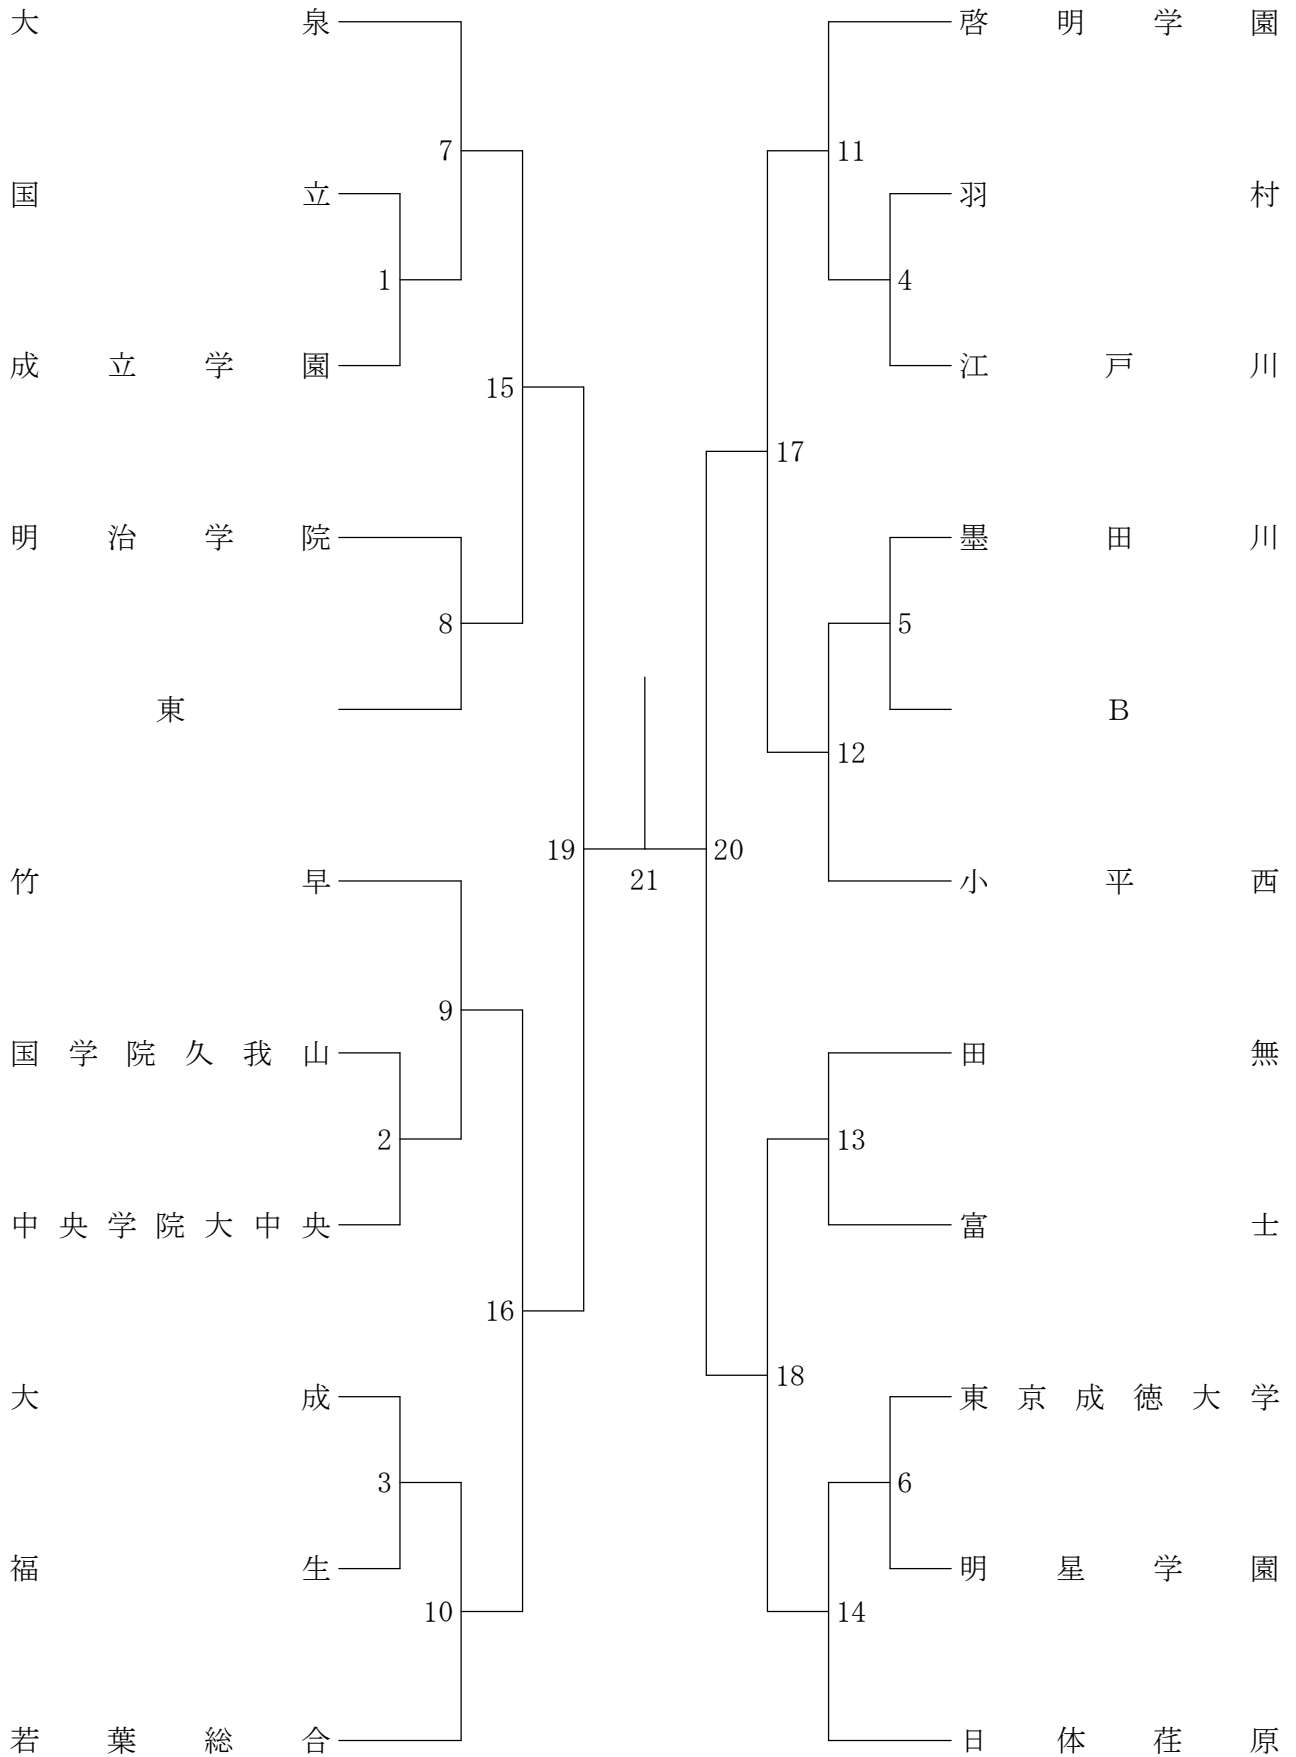 大泉
国立
成立学園
明治学院
東
竹早
国学院久我山
中央学院大中央
大成
福生
若葉総合
7
1
15
8
9
2
16
3
10
19
21
20
啓明学園
羽村
江戸川
墨田川
B
小平西
田無
富士
東京成徳大学
明星学園
日体荏原
11
4
17
5
12
13
18
6
14